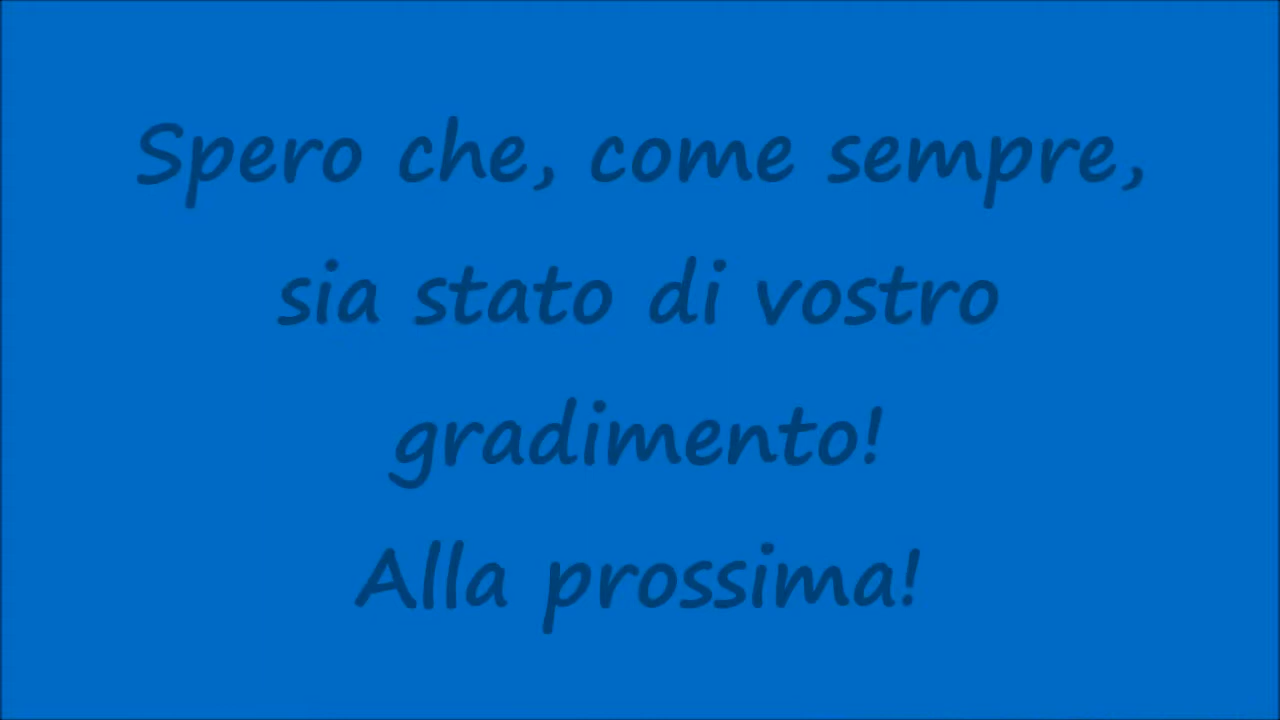 Spero che, come sempre,
sia stato di vostro
gradimento!
Alla prossima!